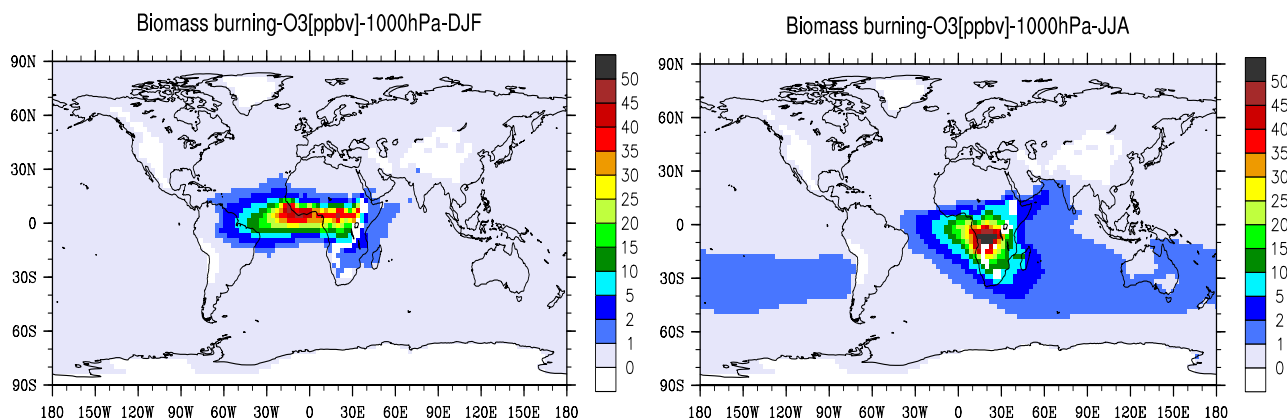 Biomass burning-O3[ppbv]-1000hPa-DJF
90N
60N
30N
0
30S
60S
90S
180 150W 120W 90W 60W 30W 0 30E 60E 90E 120E 150E 180
50
45
40
35
30
25
20
15
10
5
2
1
0
Biomass burning-O3[ppbv]-1000hPa-JJA
90N
60N
30N
0
30S
60S
90S
180 150W 120W 90W 60W 30W 0 30E 60E 90E 120E 150E 180
50
45
40
35
30
25
20
15
10
5
2
1
0